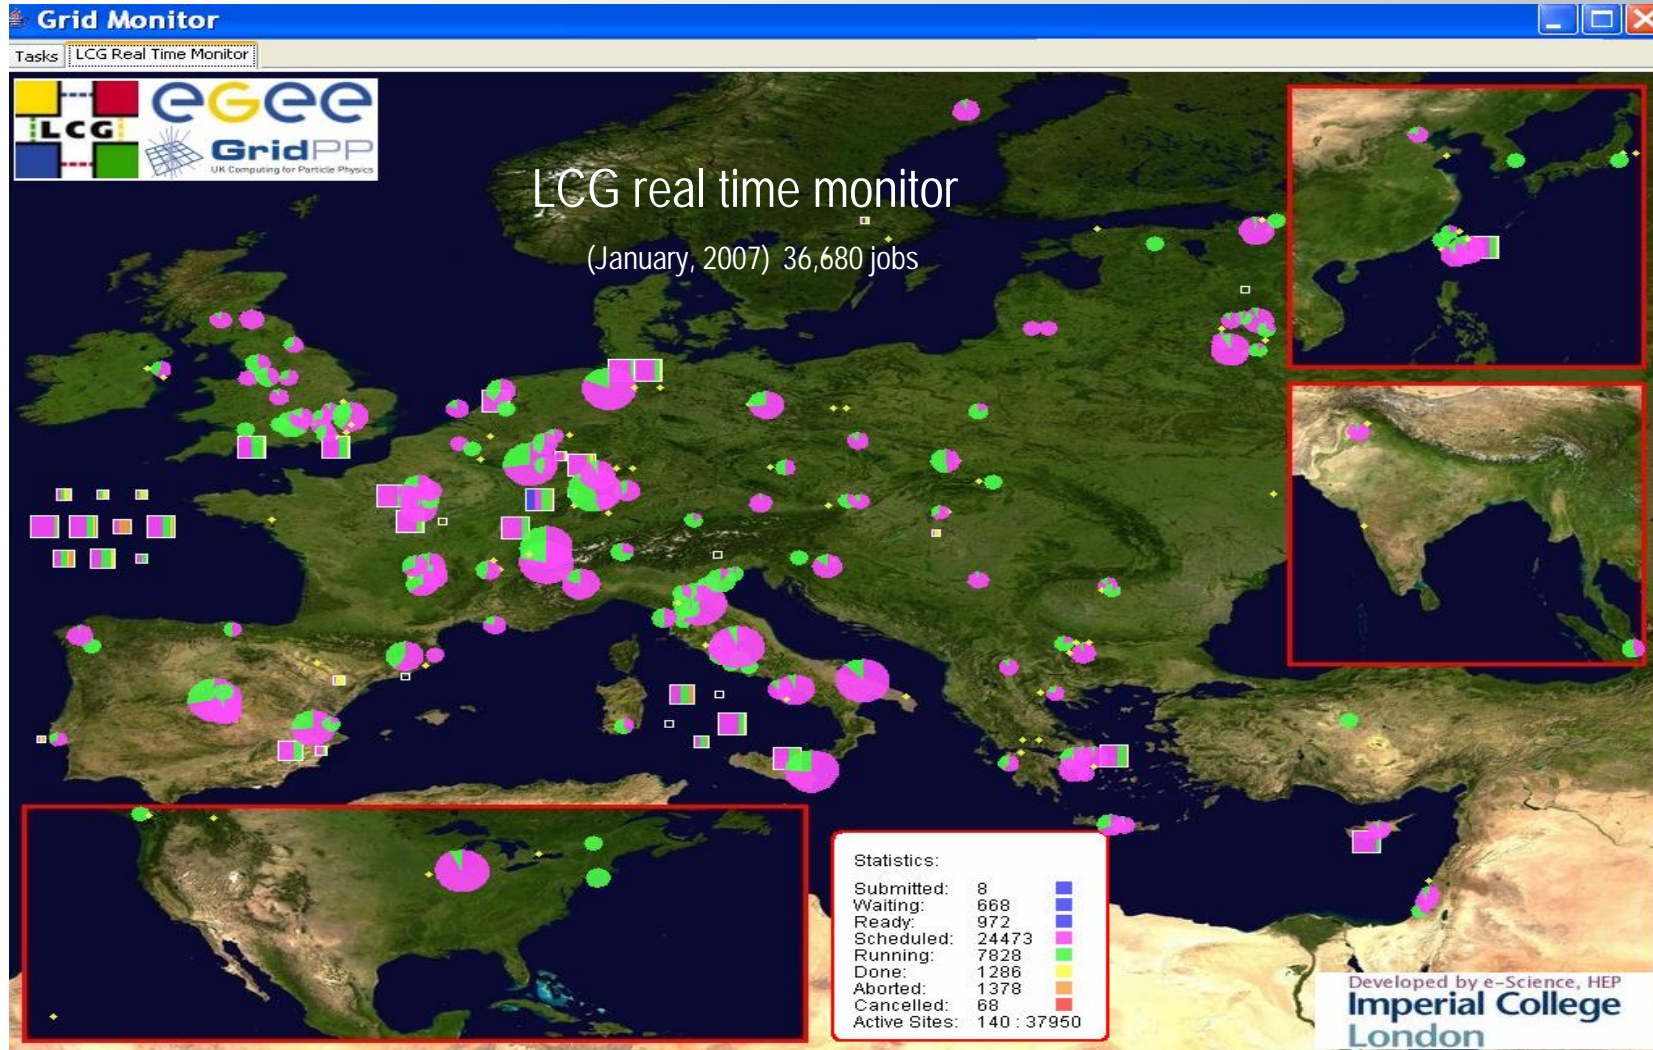 Grid Monitor
Tasks LCG Real Time Monitor
LCG
eGee
GridPP
UK Computing for Particle Physics
LCG real time monitor
(January, 2007) 36,680 jobs
Statistics:
Submitted: 8
Waiting: 668
Ready: 972
Scheduled: 24473
Running: 7828
Done: 1286
Aborted: 1378
Cancelled: 68
Active Sites: 140 : 37950
Developed by e-Science, HEP
Imperial College
London